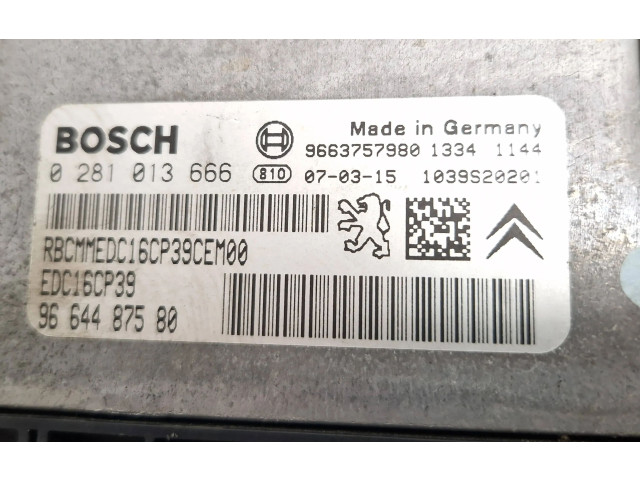 BOSCH
Made in Germany
9663757980 1334 1144
0 281 013 666 810 07-03-15 1039S20201
RBCMMEDC16CP39CEM00
EDC16CP39
96 644 875 80